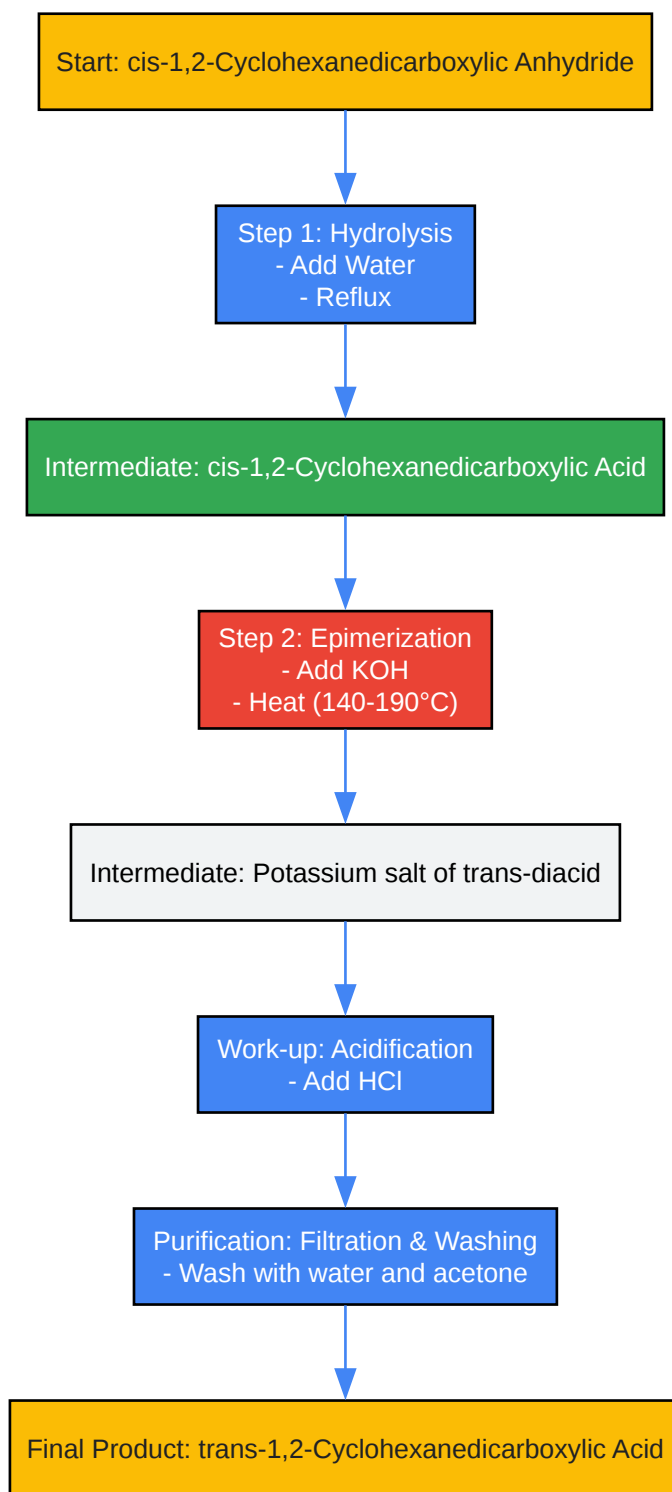 Start: cis-1,2-Cyclohexanedicarboxylic Anhydride
Step 1: Hydrolysis
- Add Water
- Reflux
Intermediate: cis-1,2-Cyclohexanedicarboxylic Acid
Step 2: Epimerization
- Add KOH
- Heat (140-190°C)
Intermediate: Potassium salt of trans-diacid
Work-up: Acidification
- Add HCl
Purification: Filtration & Washing
- Wash with water and acetone
Final Product: trans-1,2-Cyclohexanedicarboxylic Acid